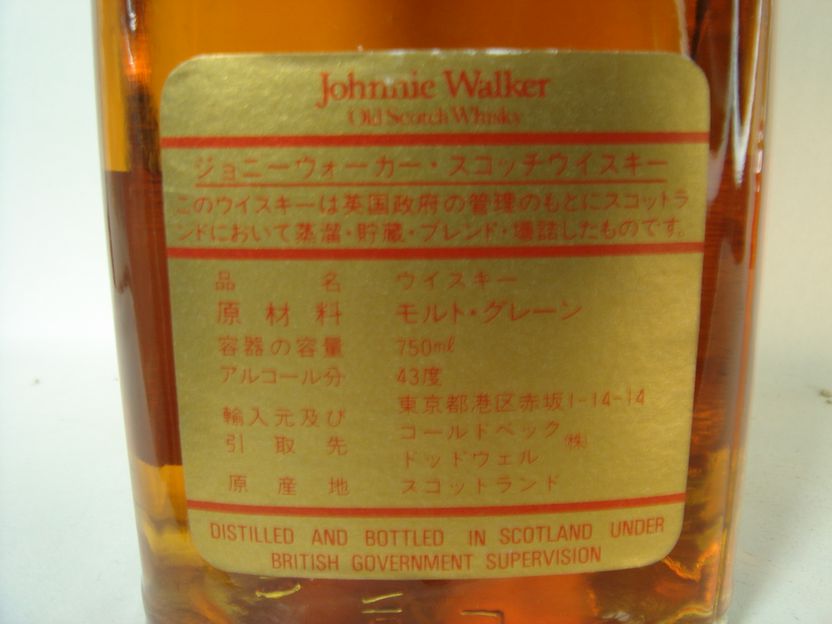 Johnnie Walker
Old Scotch Whisky
ジョニーウォーカー・スコッチウイスキー
このウイスキーは英国政府の管理のもとにスコットラ
ンドにおいて蒸溜・貯蔵・ブレンド・壜詰したものです。
品名 ウイスキー
原材料 モルト・グレーン
容器の容量 750ml
アルコール分 43度
輸入元及び引取先 東京都港区赤坂1-14-14
コールドベック
ドッドウェル ㈱
原産地 スコットランド
DISTILLED AND BOTTLED IN SCOTLAND UNDER
BRITISH GOVERNMENT SUPERVISION